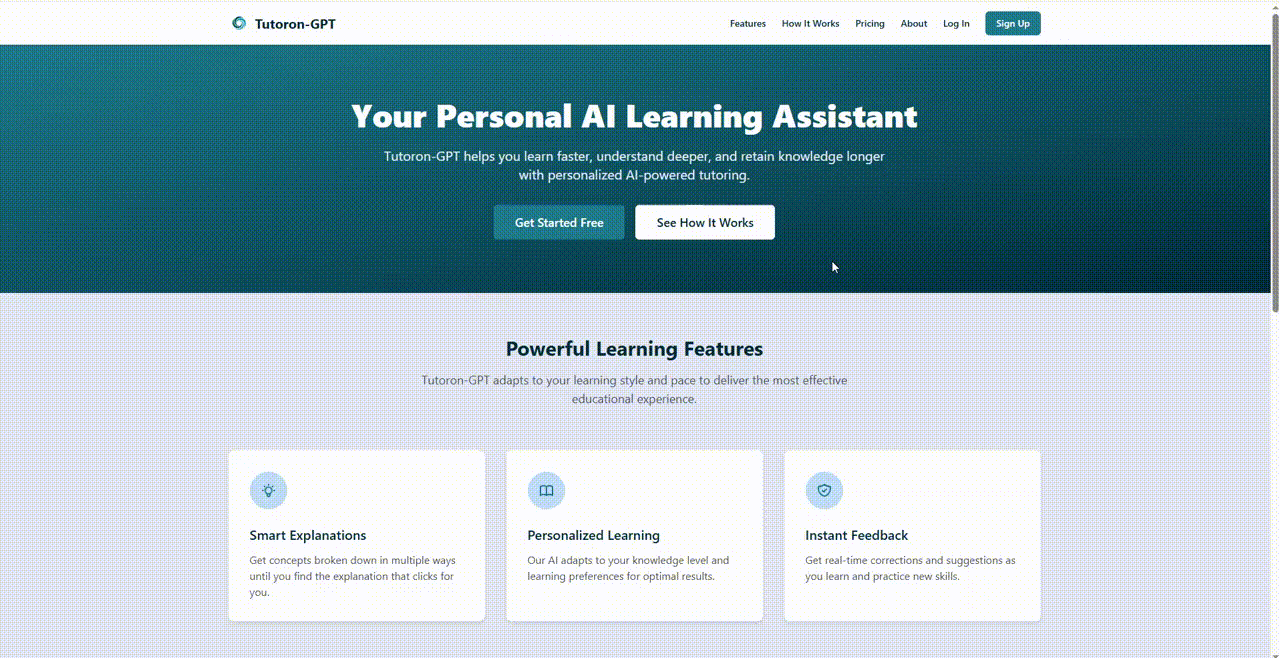 Tutoron-GPT
Features
How It Works
Pricing
About
Log In
Sign Up
Your Personal AI Learning Assistant
Tutoron-GPT helps you learn faster, understand deeper, and retain knowledge longer
with personalized AI-powered tutoring.
Get Started Free
See How It Works
Powerful Learning Features
Tutoron-GPT adapts to your learning style and pace to deliver the most effective
educational experience.
Smart Explanations
Get concepts broken down in multiple ways
until you find the explanation that clicks for
you.
Personalized Learning
Our AI adapts to your knowledge level and
learning preferences for optimal results.
Instant Feedback
Get real-time corrections and suggestions as
you learn and practice new skills.